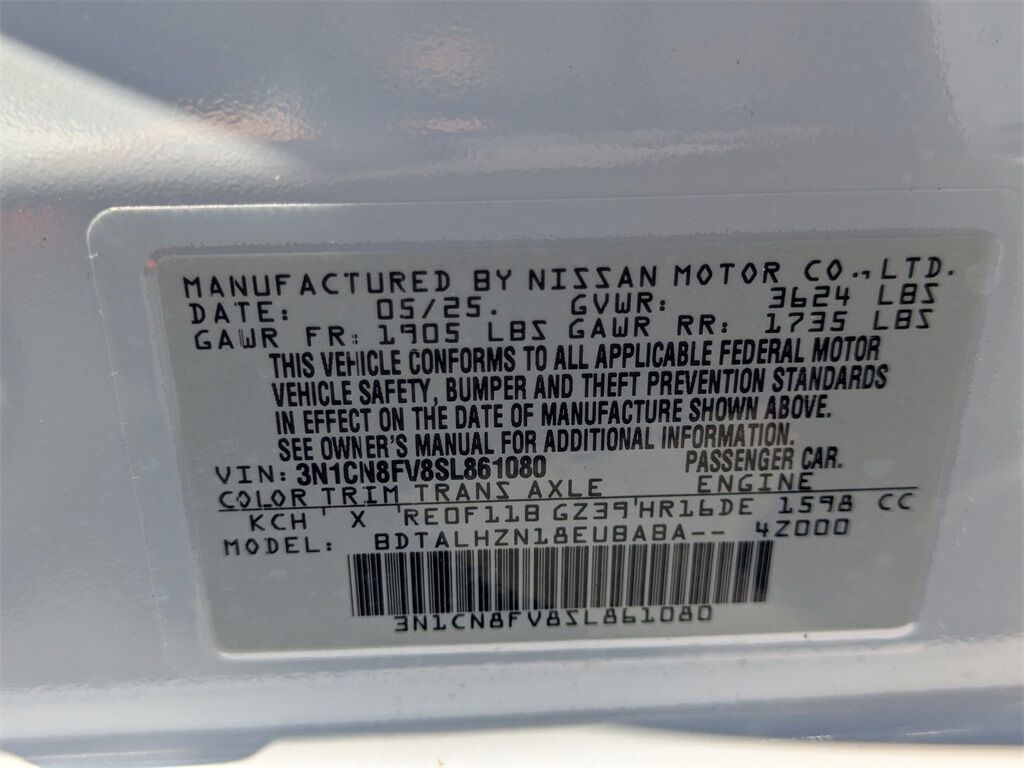 MANUFACTURED BY NISSAN MOTOR CO., LTD.
DATE: 05/25. GVWR: 3624 LBS
GAWR FR: 1905 LBS GAWR RR: 1735 LBS
THIS VEHICLE CONFORMS TO ALL APPLICABLE FEDERAL MOTOR
VEHICLE SAFETY, BUMPER AND THEFT PREVENTION STANDARDS
IN EFFECT ON THE DATE OF MANUFACTURE SHOWN ABOVE.
SEE OWNER'S MANUAL FOR ADDITIONAL INFORMATION.
VIN: 3N1CN8FV8SL861080 PASSENGER CAR.
COLOR TRIM TRANS AXLE ENGINE
KCH X RE0F11B GZ39 HR16DE 1598 CC
MODEL: BDTALHZN18EUBABA-- 4Z000
3N1CN8FV8SL861080